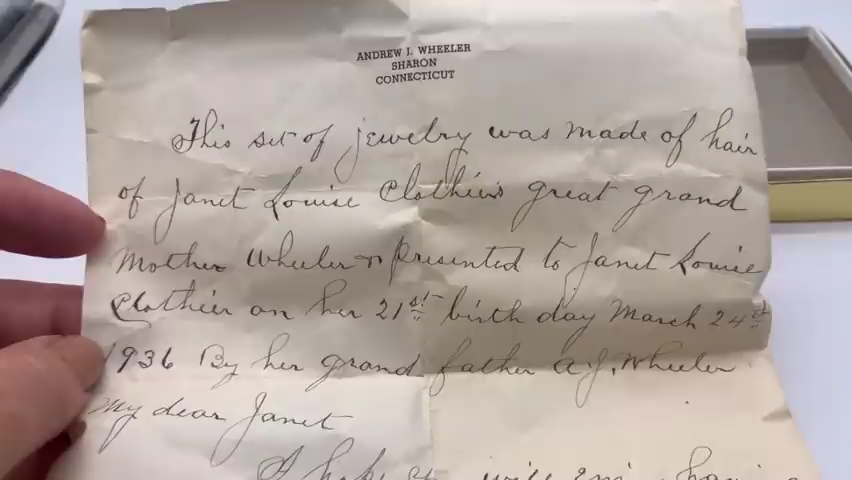 ANDREW J. WHEELER
SHARON
CONNECTICUT
This set of jewelry was made of hair
of Janet Louise Clothier's great grand
Mother Wheeler & Presented to Janet Louise
Clothier on her 21st birth day March 24th
1936 By her grand father A.J. Wheeler
My dear Janet
I hope